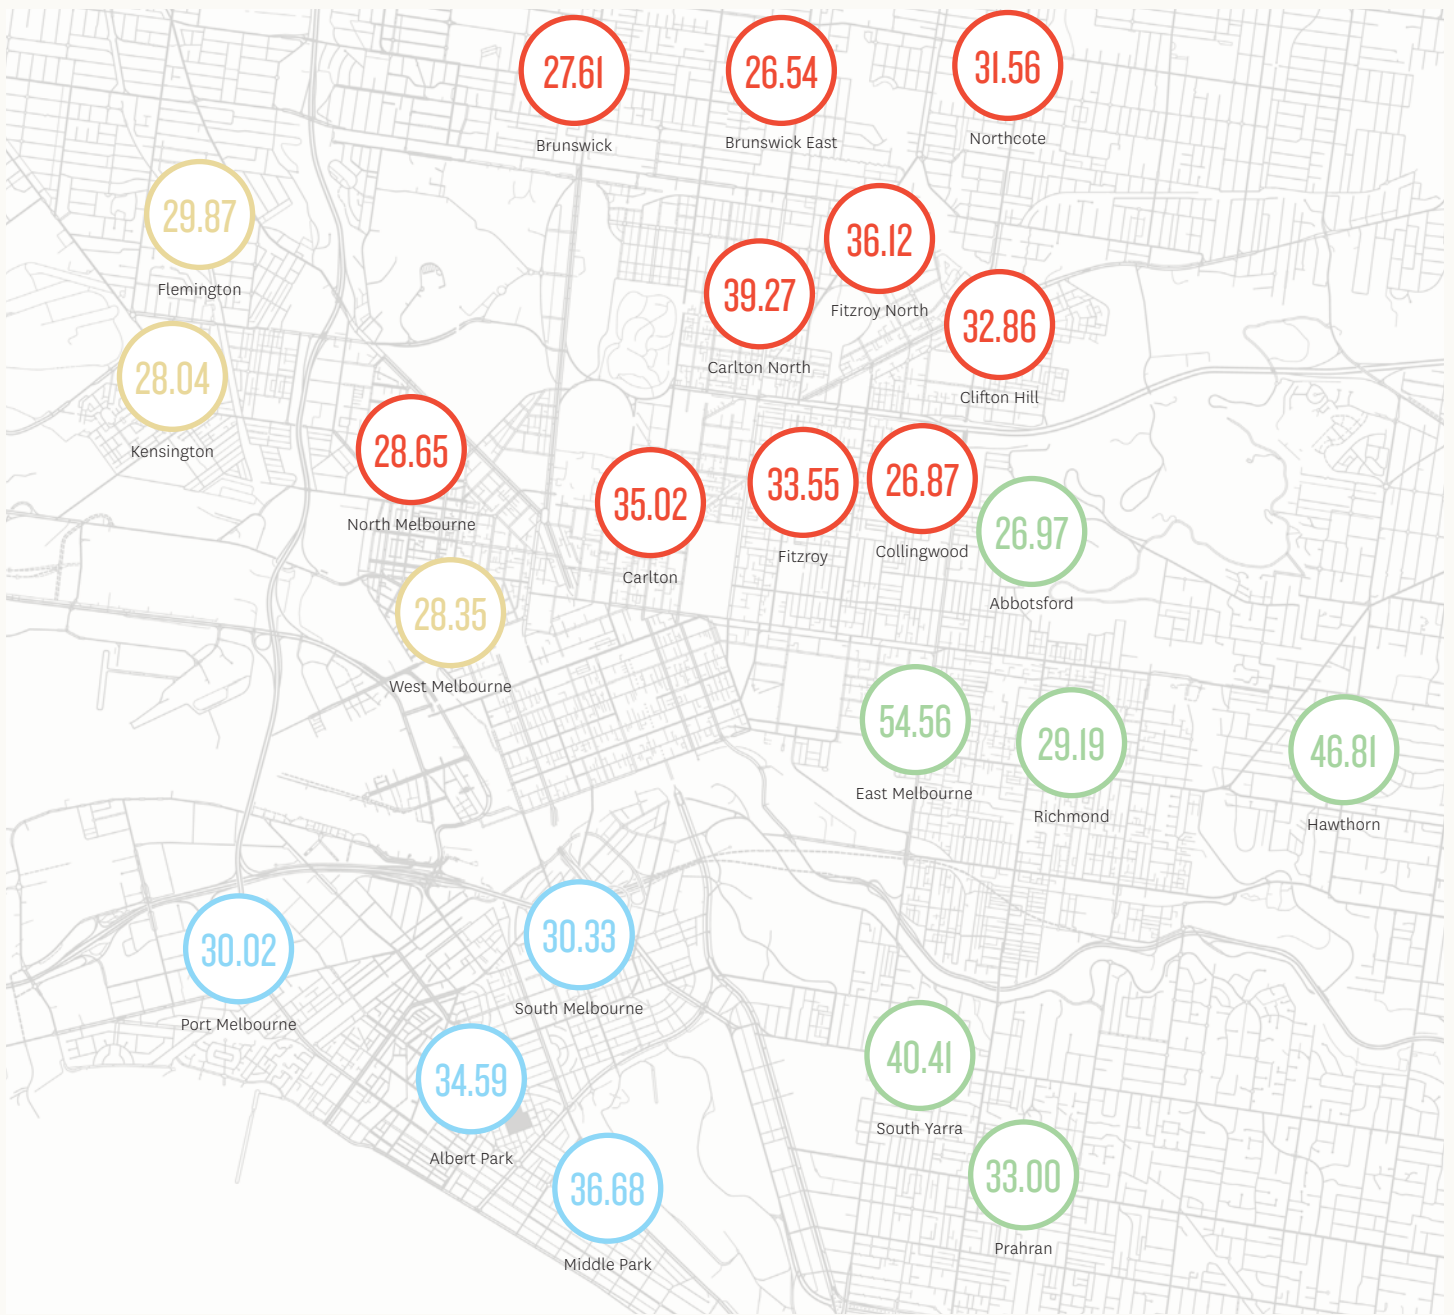 27.61
Brunswick
26.54
Brunswick East
31.56
Northcote
29.87
Flemington
36.12
Fitzroy North
39.27
Carlton North
32.86
Clifton Hill
28.04
Kensington
28.65
North Melbourne
35.02
Carlton
33.55
Fitzroy
26.87
Collingwood
26.97
Abbotsford
28.35
West Melbourne
54.56
East Melbourne
29.19
Richmond
46.81
Hawthorn
30.02
Port Melbourne
30.33
South Melbourne
34.59
Albert Park
40.41
South Yarra
36.68
Middle Park
33.00
Prahran